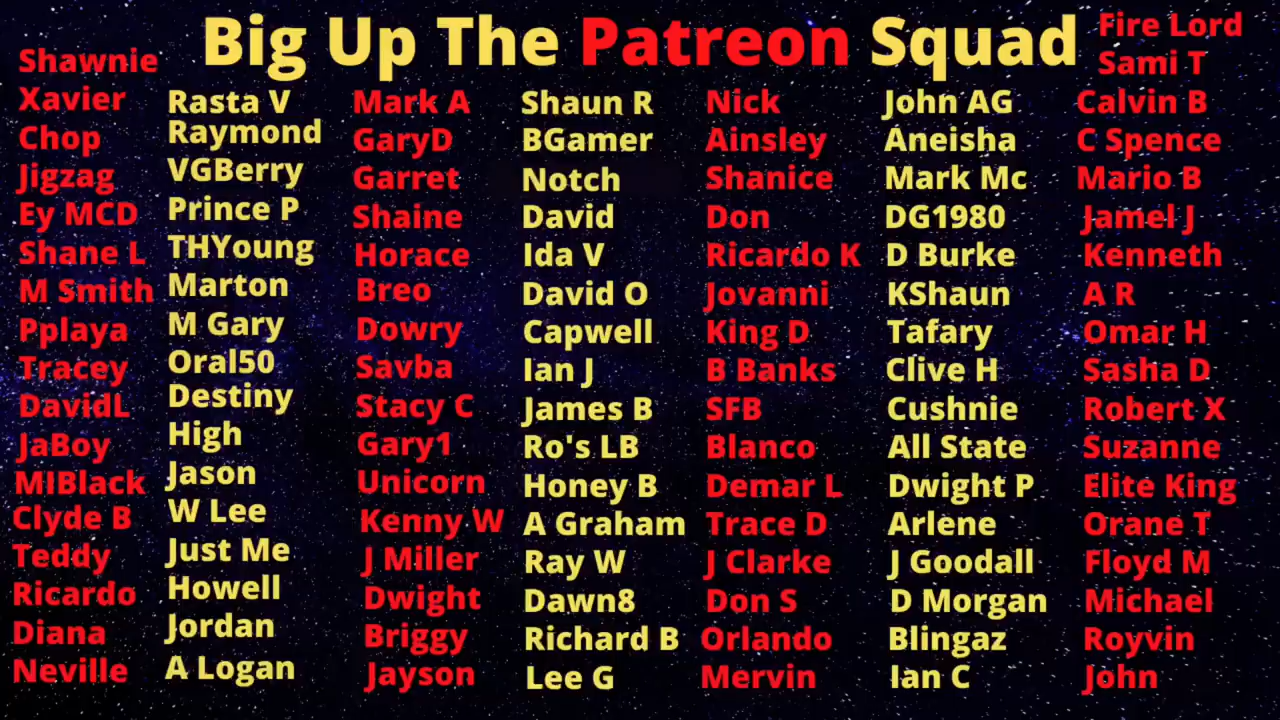 Big Up The Patreon Squad
Shawnie
Xavier
Chop
Jigzag
Ey MCD
Shane L
M Smith
Pplaya
Tracey
DavidL
JaBoy
MIBlack
Clyde B
Teddy
Ricardo
Diana
Neville
Rasta V
Raymond
VGBerry
Prince P
THYoung
Marton
M Gary
Oral50
Destiny
High
Jason
W Lee
Just Me
Howell
Jordan
A Logan
Mark A
GaryD
Garret
Shaine
Horace
Breo
Dowry
Savba
Stacy C
Gary1
Unicorn
Kenny W
J Miller
Dwight
Briggy
Jayson
Shaun R
BGamer
Notch
David
Ida V
David O
Capwell
Ian J
James B
Ro's LB
Honey B
A Graham
Ray W
Dawn8
Richard B
Lee G
Nick
Ainsley
Shanice
Don
Ricardo K
Jovanni
King D
B Banks
SFB
Blanco
Demar L
Trace D
J Clarke
Don S
Orlando
Mervin
John AG
Aneisha
Mark Mc
DG1980
D Burke
KShaun
Tafary
Clive H
Cushnie
All State
Dwight P
Arlene
J Goodall
D Morgan
Blingaz
Ian C
Fire Lord
Sami T
Calvin B
C Spence
Mario B
Jamel J
Kenneth
A R
Omar H
Sasha D
Robert X
Suzanne
Elite King
Orane T
Floyd M
Michael
Royvin
John